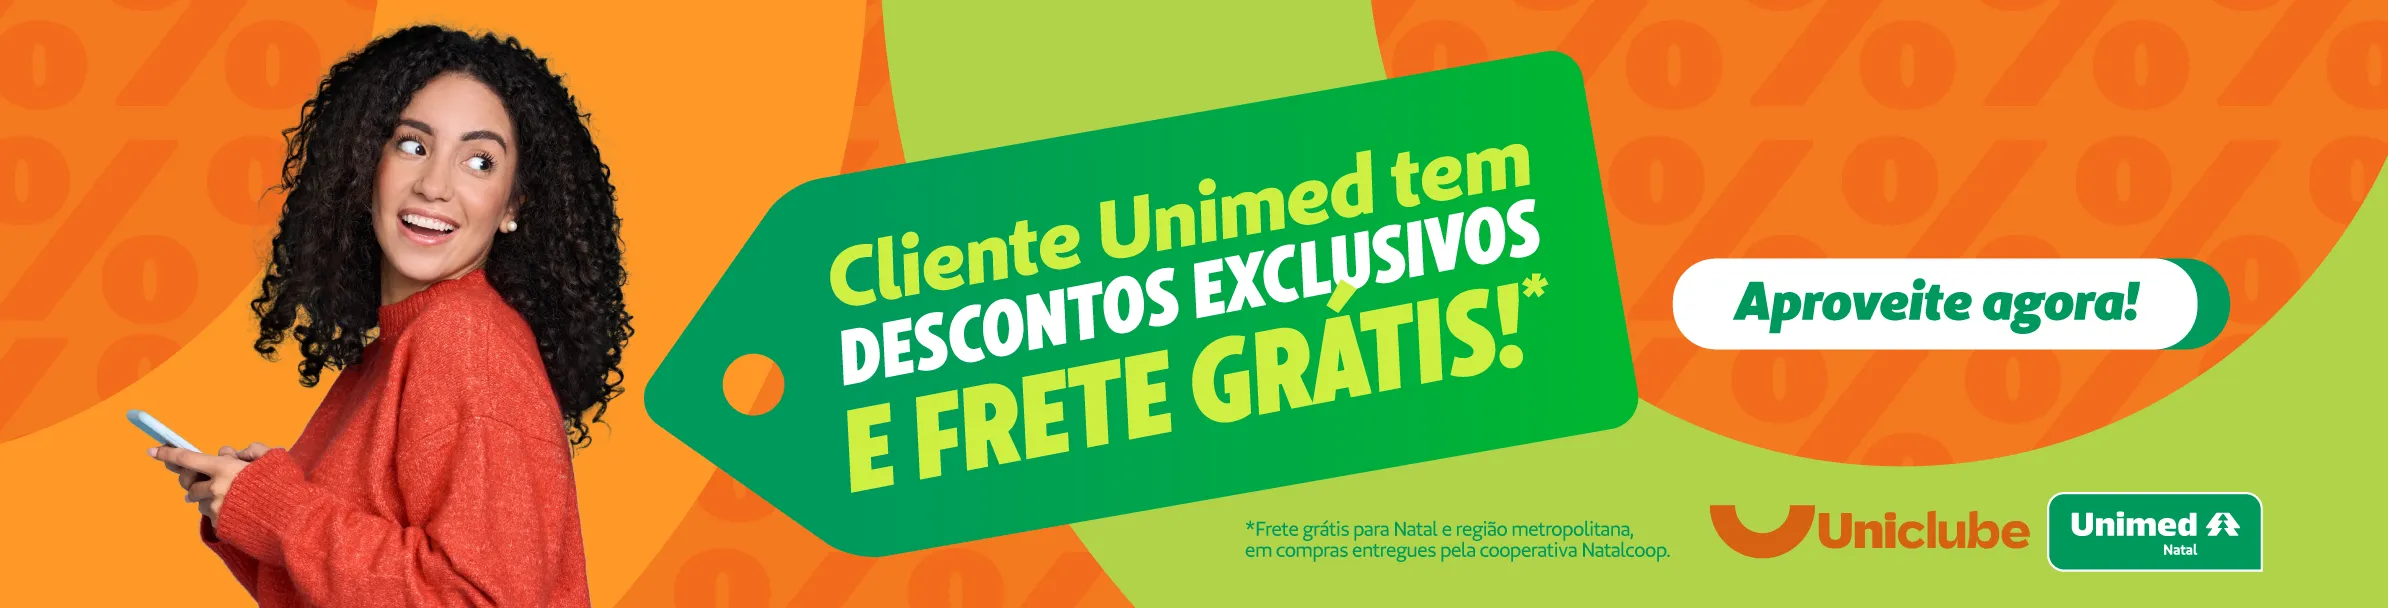 Cliente Unimed tem
DESCONTOS EXCLUSIVOS
E FRETE GRÁTIS!*
Aproveite agora!
*Frete grátis para Natal e região metropolitana,
em compras entregues pela cooperativa Natalcoop.
Uniclube
Unimed
Natal